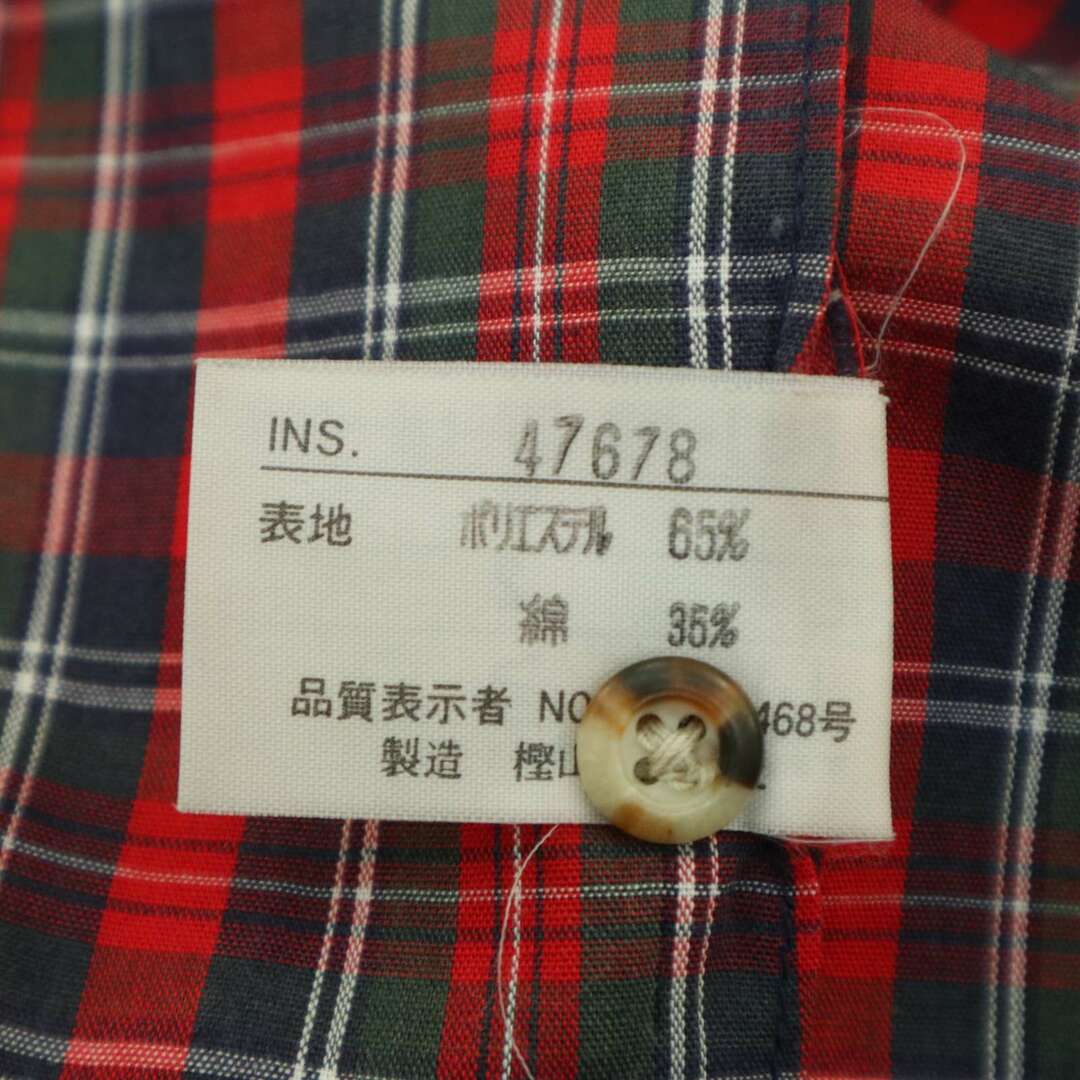 INS. 47678
表地 ポリエステル 65%
綿 35%
品質表示者 NO 468号
製造 樫山